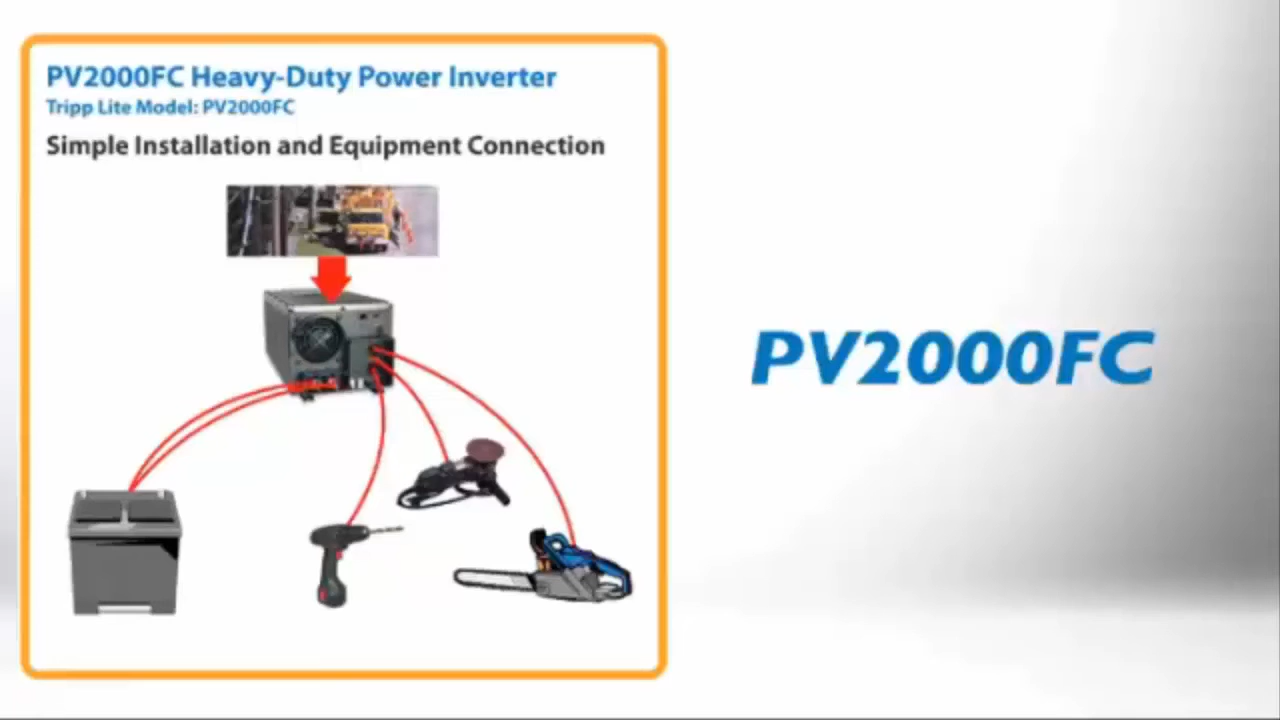 PV2000FC Heavy-Duty Power Inverter
Tripp Lite Model: PV2000FC
Simple Installation and Equipment Connection
PV2000FC